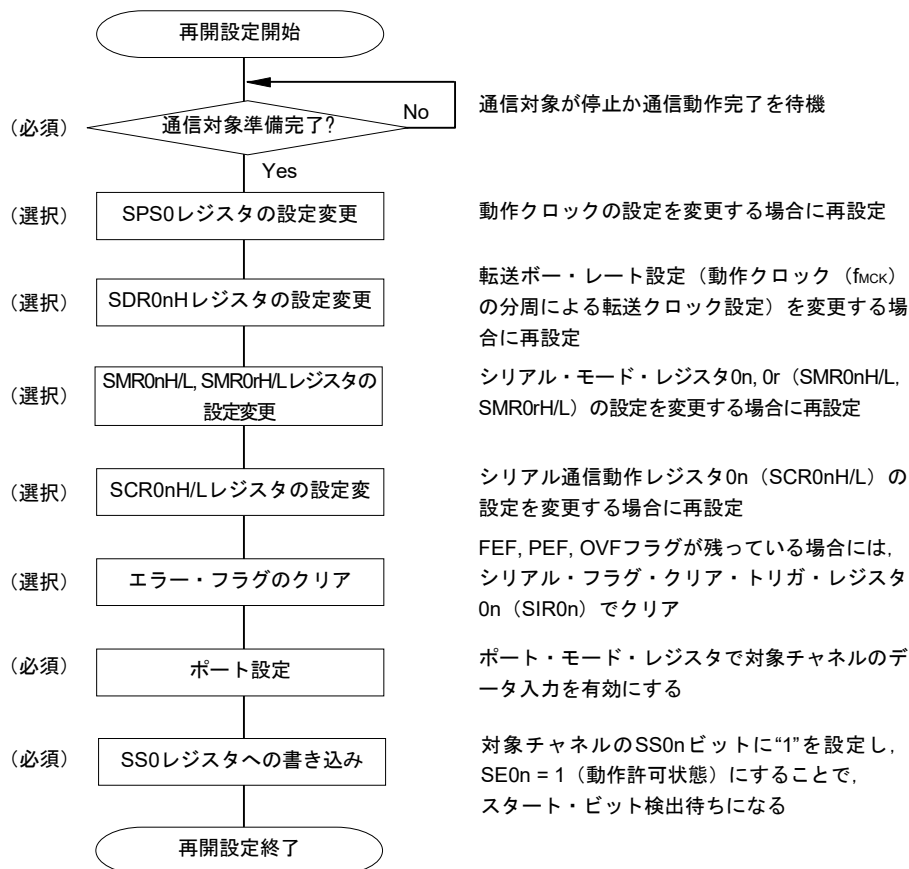 再開設定開始
通信対象が停止か通信動作完了を待機
No
（必須）
通信対象準備完了?
Yes
（選択）
SPS0レジスタの設定変更
動作クロックの設定を変更する場合に再設定
（選択）
SDR0nHレジスタの設定変更
転送ボー・レート設定（動作クロック（fMCK）
の分周による転送クロック設定）を変更する場
合に再設定
（選択）
SMR0nH/L, SMR0rH/Lレジスタの
設定変更
シリアル・モード・レジスタ0n, 0r（SMR0nH/L,
SMR0rH/L）の設定を変更する場合に再設定
（選択）
SCR0nH/Lレジスタの設定変
シリアル通信動作レジスタ0n（SCR0nH/L）の
設定を変更する場合に再設定
（選択）
エラー・フラグのクリア
FEF, PEF, OVFフラグが残っている場合には,
シリアル・フラグ・クリア・トリガ・レジスタ
0n（SIR0n）でクリア
（必須）
ポート設定
ポート・モード・レジスタで対象チャネルのデ
ータ入力を有効にする
（必須）
SS0レジスタへの書き込み
対象チャネルのSS0nビットに“1”を設定し,
SE0n = 1（動作許可状態）にすることで,
スタート・ビット検出待ちになる
再開設定終了